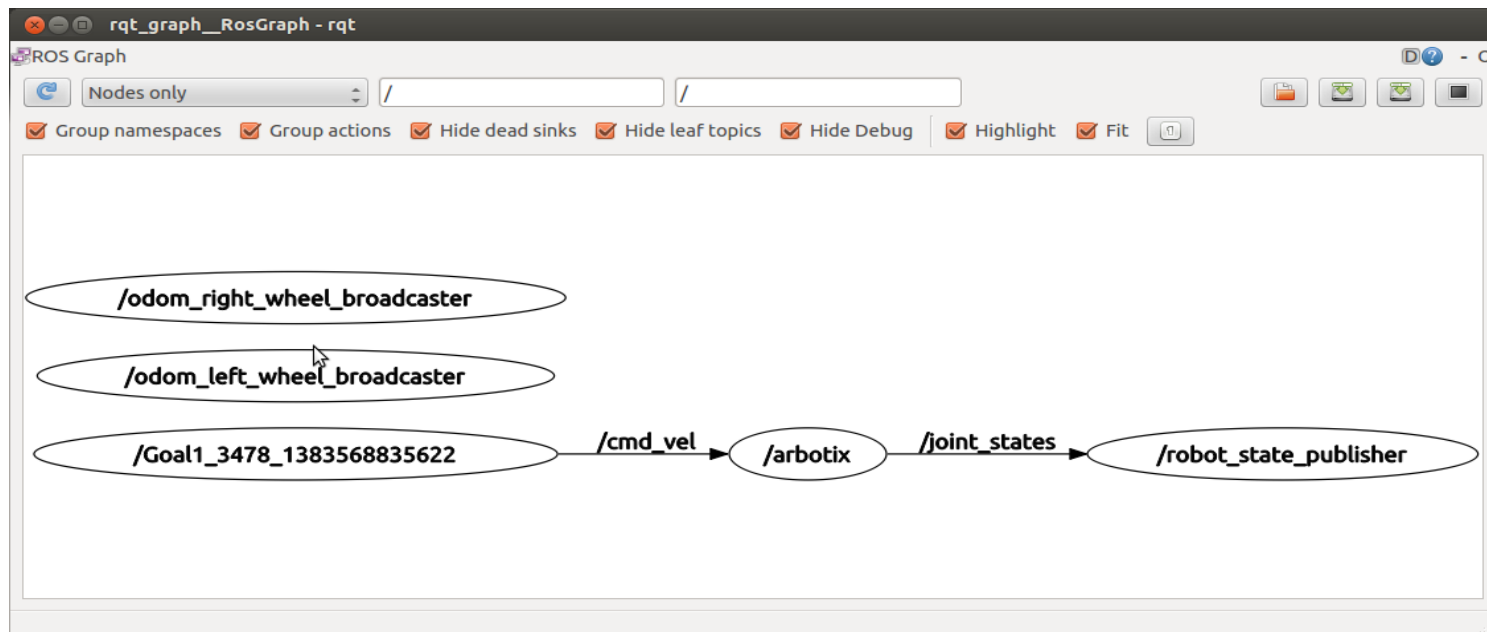 rqt_graph__RosGraph - rqt
ROS Graph
D ? - C
Nodes only / /
Group namespaces Group actions Hide dead sinks Hide leaf topics Hide Debug Highlight Fit
/odom_right_wheel_broadcaster
/odom_left_wheel_broadcaster
/cmd_vel /joint_states
/Goal1_3478_1383568835622 /arbotix /robot_state_publisher